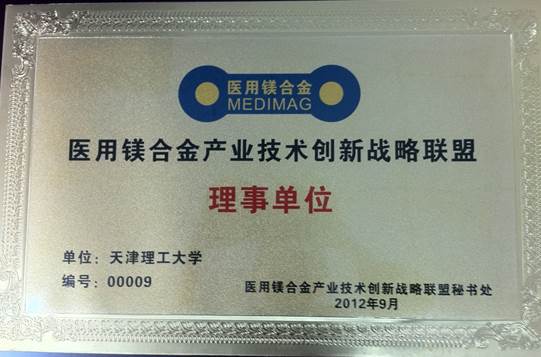 医用镁合金
MEDIMAG
医用镁合金产业技术创新战略联盟
理事单位
单位：天津理工大学
编号：00009
医用镁合金产业技术创新战略联盟秘书处
2012年9月